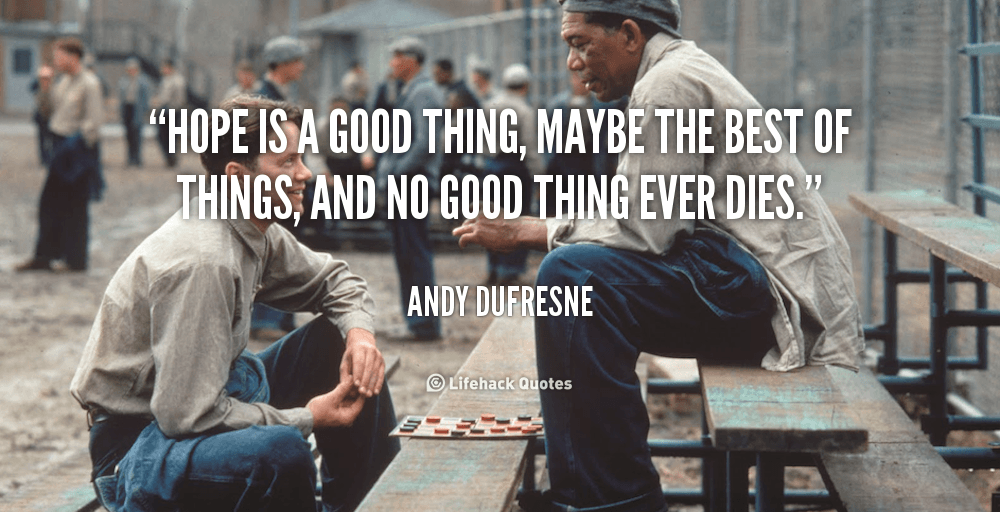 “HOPE IS A GOOD THING, MAYBE THE BEST OF
THINGS, AND NO GOOD THING EVER DIES.”
ANDY DUFRESNE
Lifehack Quotes